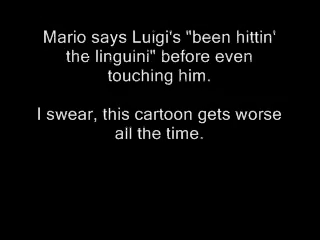 Mario says Luigi's "been hittin'
the linguini" before even
touching him.
I swear, this cartoon gets worse
all the time.